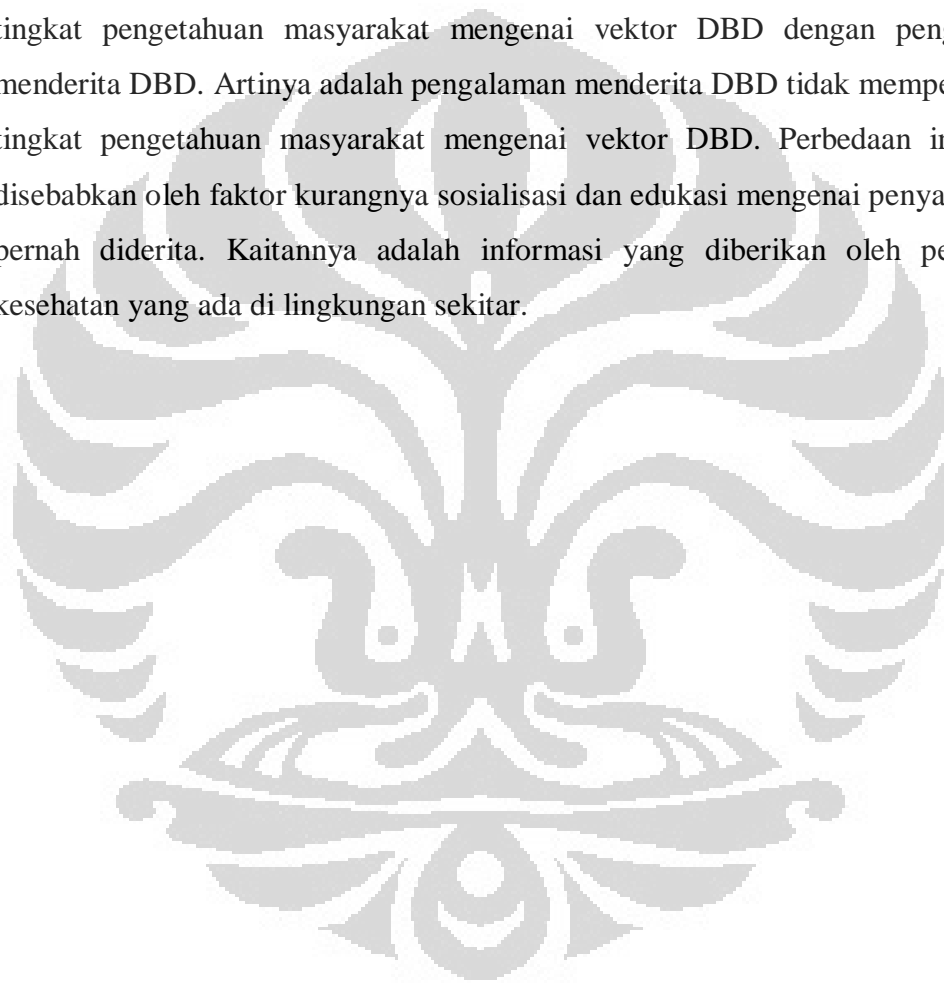 tingkat pengetahuan masyarakat mengenai vektor DBD dengan peng
menderita DBD. Artinya adalah pengalaman menderita DBD tidak mempe
tingkat pengetahuan masyarakat mengenai vektor DBD. Perbedaan in
disebabkan oleh faktor kurangnya sosialisasi dan edukasi mengenai penya
pernah diderita. Kaitannya adalah informasi yang diberikan oleh pe
kesehatan yang ada di lingkungan sekitar.